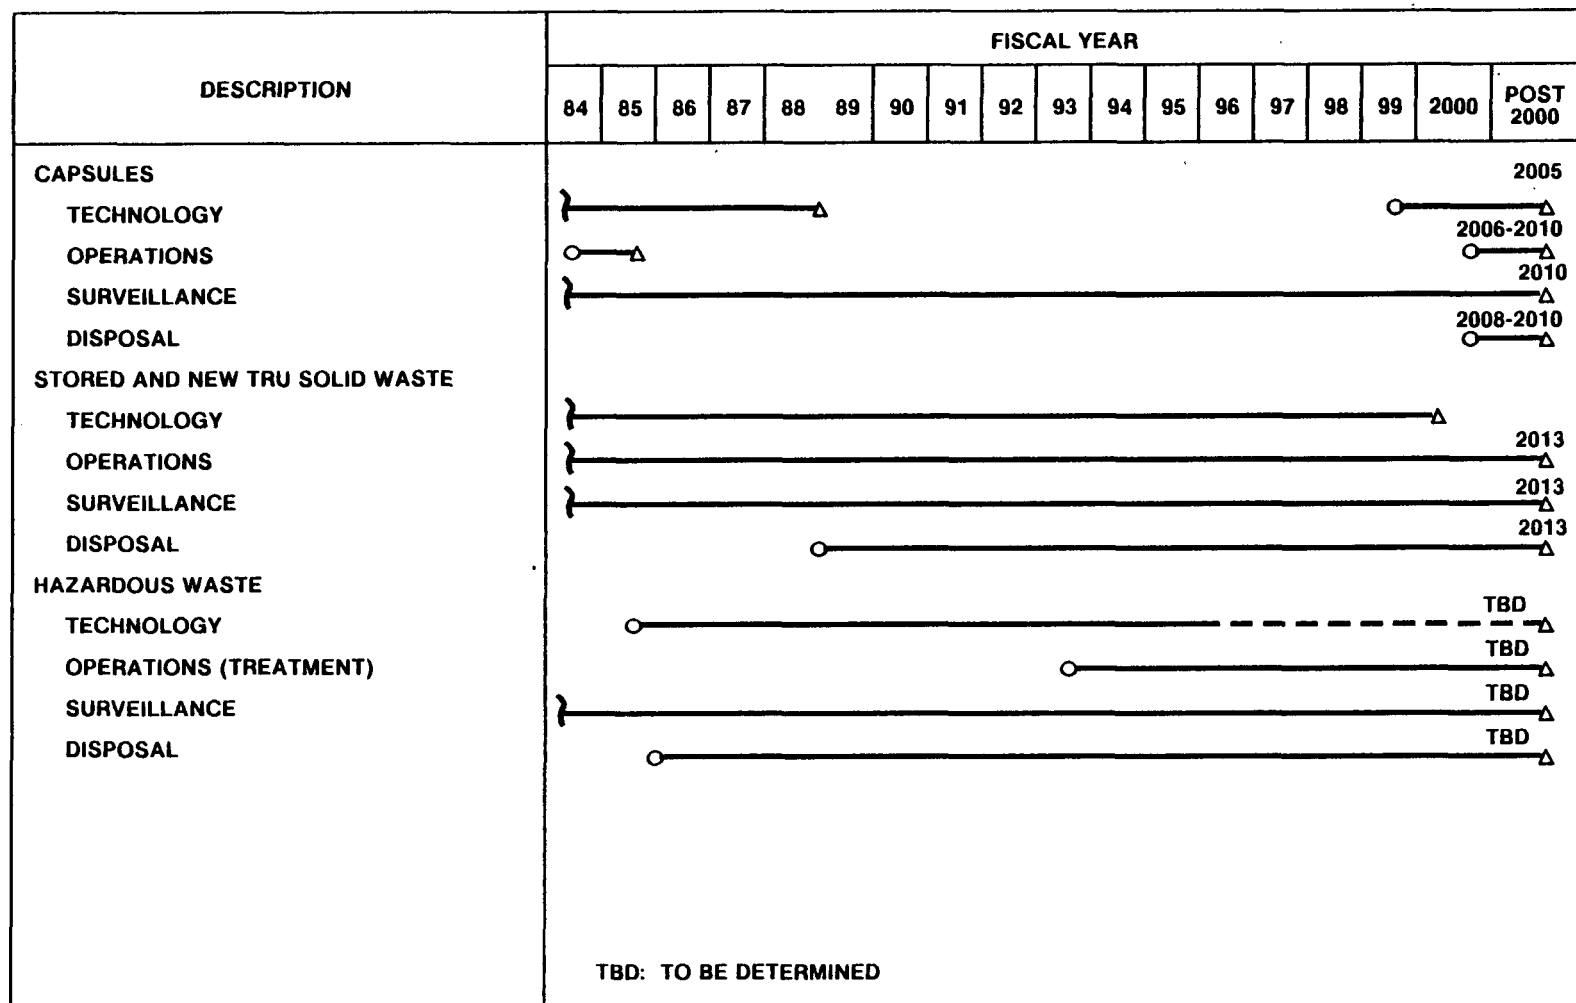 FISCAL YEAR
DESCRIPTION
84 85 86 87 88 89 90 91 92 93 94 95 96 97 98 99 2000 POST 2000
CAPSULES 2005
TECHNOLOGY
2006-2010
OPERATIONS
2010
SURVEILLANCE
2008-2010
DISPOSAL
STORED AND NEW TRU SOLID WASTE
TECHNOLOGY
2013
OPERATIONS
2013
SURVEILLANCE
2013
DISPOSAL
HAZARDOUS WASTE
TBD
TECHNOLOGY
TBD
OPERATIONS (TREATMENT)
TBD
SURVEILLANCE
TBD
DISPOSAL
TBD: TO BE DETERMINED